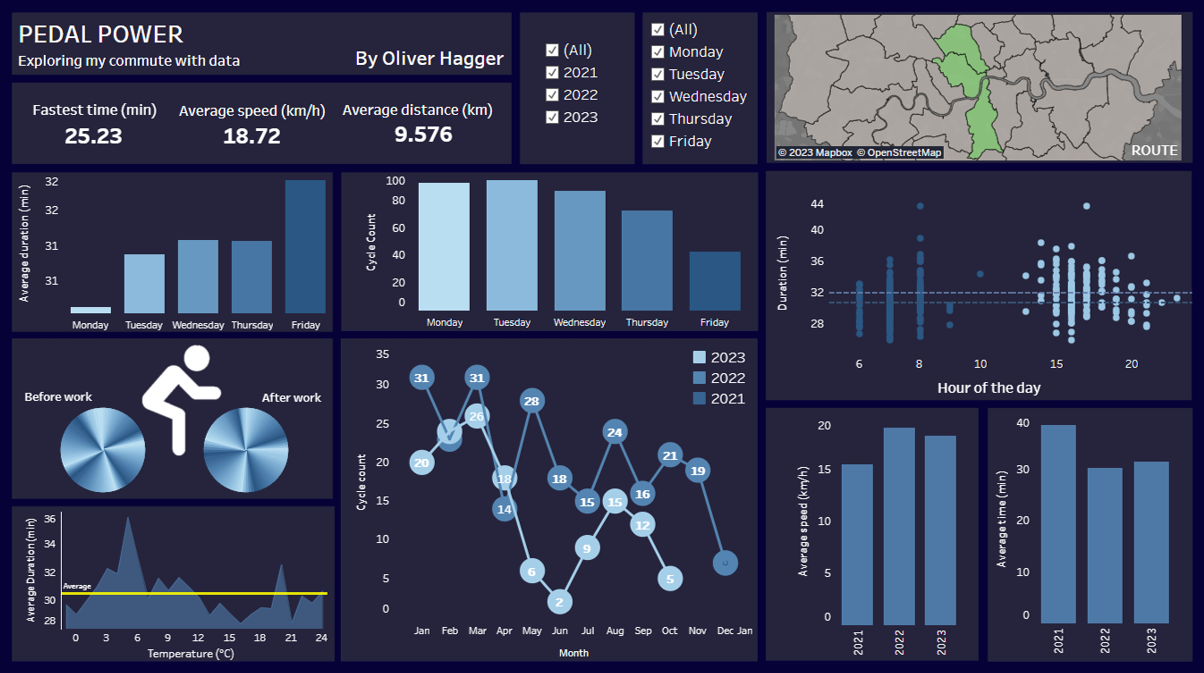 PEDAL POWER
Exploring my commute with data
By Oliver Hagger
Fastest time (min)
25.23
Average speed (km/h)
18.72
Average distance (km)
9.576
(All)
2021
2022
2023
(All)
Monday
Tuesday
Wednesday
Thursday
Friday
© 2023 Mapbox © OpenStreetMap
ROUTE
Average duration (min)
32
32
31
31
Monday Tuesday Wednesday Thursday Friday
Cycle Count
100
80
60
40
20
0
Monday Tuesday Wednesday Thursday Friday
Duration (min)
44
40
36
32
28
6 8 10 15 20
Hour of the day
Before work
After work
Average Duration(min)
36
34
32
30
28
Average
0 3 6 9 12 15 18 21 24
Temperature (°C)
Cycle count
35
30
25
20
15
10
5
0
2023
2022
2021
31
31
28
26
24
20
18
18
14
15
16
21
19
15
12
9
6
2
5
Jan Feb Mar Apr May Jun Jul Aug Sep Oct Nov Dec Jan
Month
Average speed (km/h)
20
15
10
5
0
2021
2022
2023
Average time (min)
40
30
20
10
0
2021
2022
2023